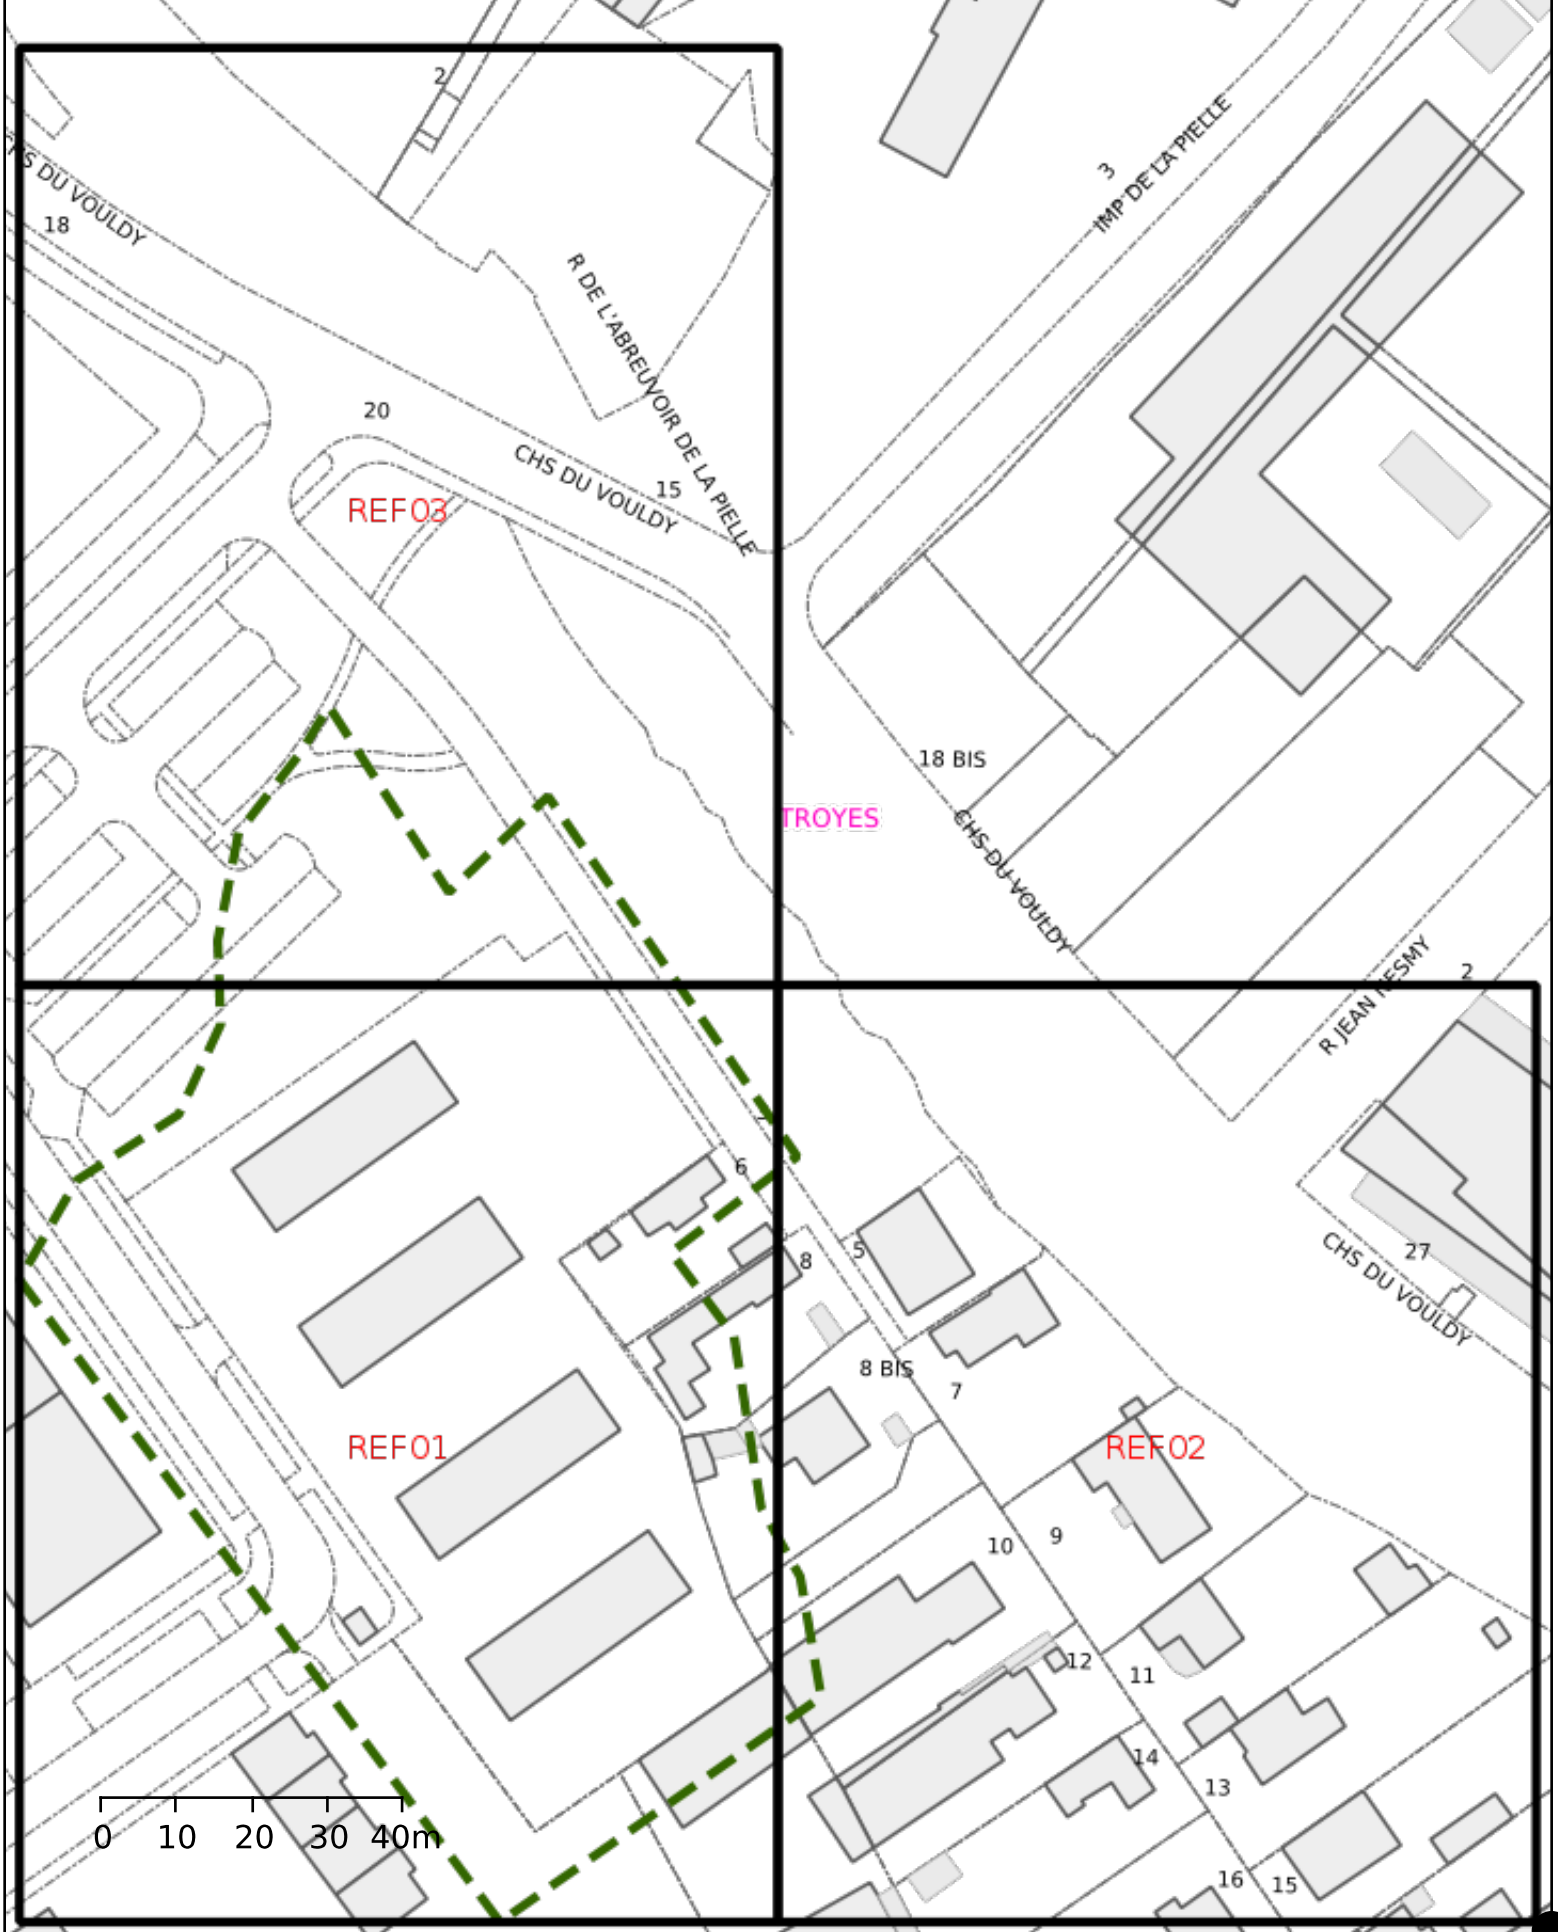 2
3
IMP DE LA PIELLE
CHS DU VOULDY
18
R DE L'ABREUVOIR DE LA PIELLE
20
CHS DU VOULDY
15
REF03
18 BIS
TROYES
CHS DU VOULDY
R JEAN NESMY
2
6
5
8
27
CHS DU VOULDY
8 BIS
7
REF01
REF02
10
9
12
11
14
13
16
15
0 10 20 30 40m